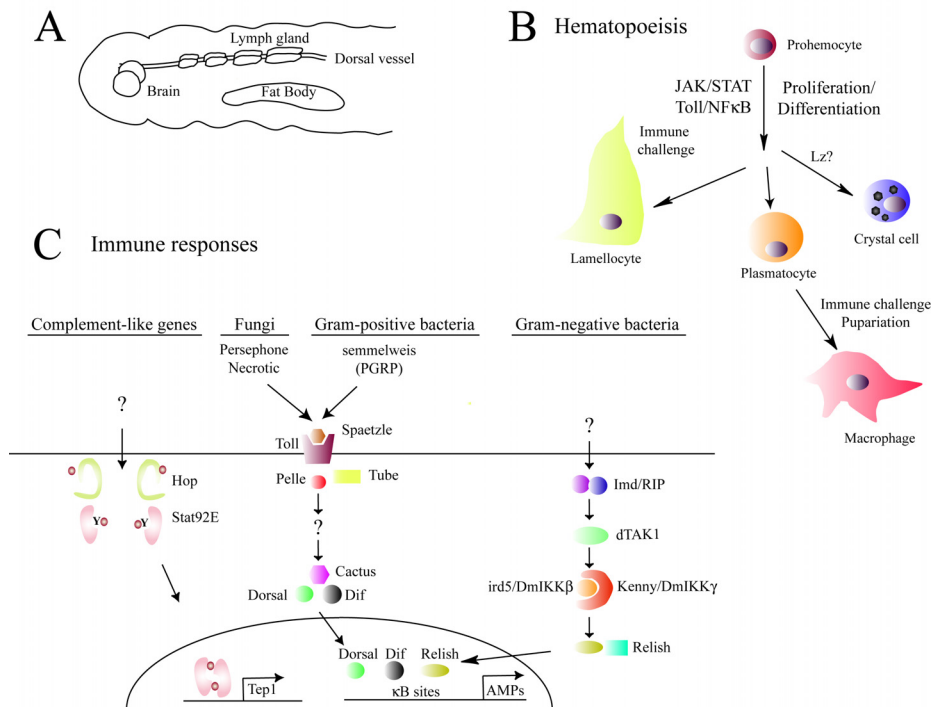 A
Lymph gland
Dorsal vessel
Brain
Fat Body
B Hematopoeisis
Prohemocyte
JAK/STAT
Toll/NFκB
Proliferation/
Differentiation
Immune
challenge
Lz?
Lamellocyte
Plasmatocyte
Crystal cell
Immune challenge
Pupariation
Macrophage
C Immune responses
Complement-like genes
Fungi
Gram-positive bacteria
Gram-negative bacteria
Persephone
Necrotic
semmelweis
(PGRP)
?
?
Spaetzle
Toll
Hop
Pelle
Tube
Imd/RIP
Y
Y
Stat92E
?
dTAK1
Cactus
Dorsal
Dif
ird5/DmIKKβ
Kenny/DmIKKγ
Relish
Dorsal
Dif
Relish
Tep1
κB sites
AMPs